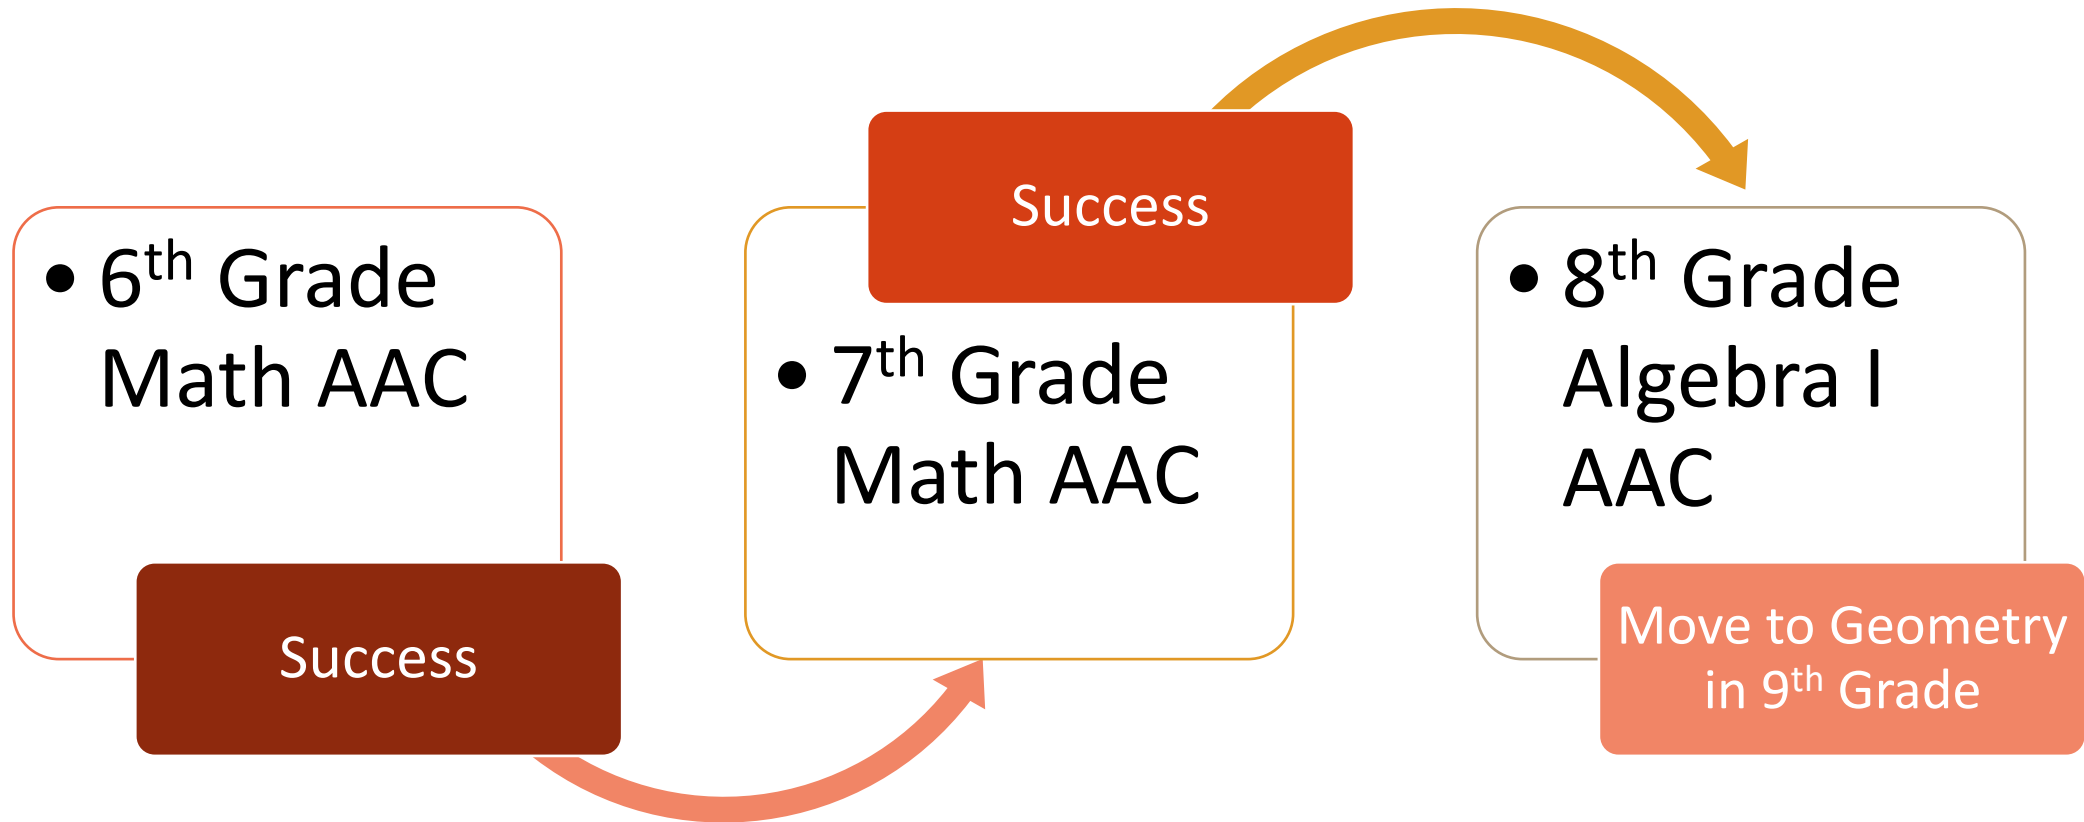 • 6th Grade
Math AAC
Success
Success
• 7th Grade
Math AAC
• 8th Grade
Algebra I
AAC
Move to Geometry
in 9th Grade